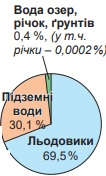 Вода озер,
річок, ґрунтів
0,4 %, (у т.ч.
річки – 0,0002%)
Підземні
води
30,1 %
Льодовики
69,5%